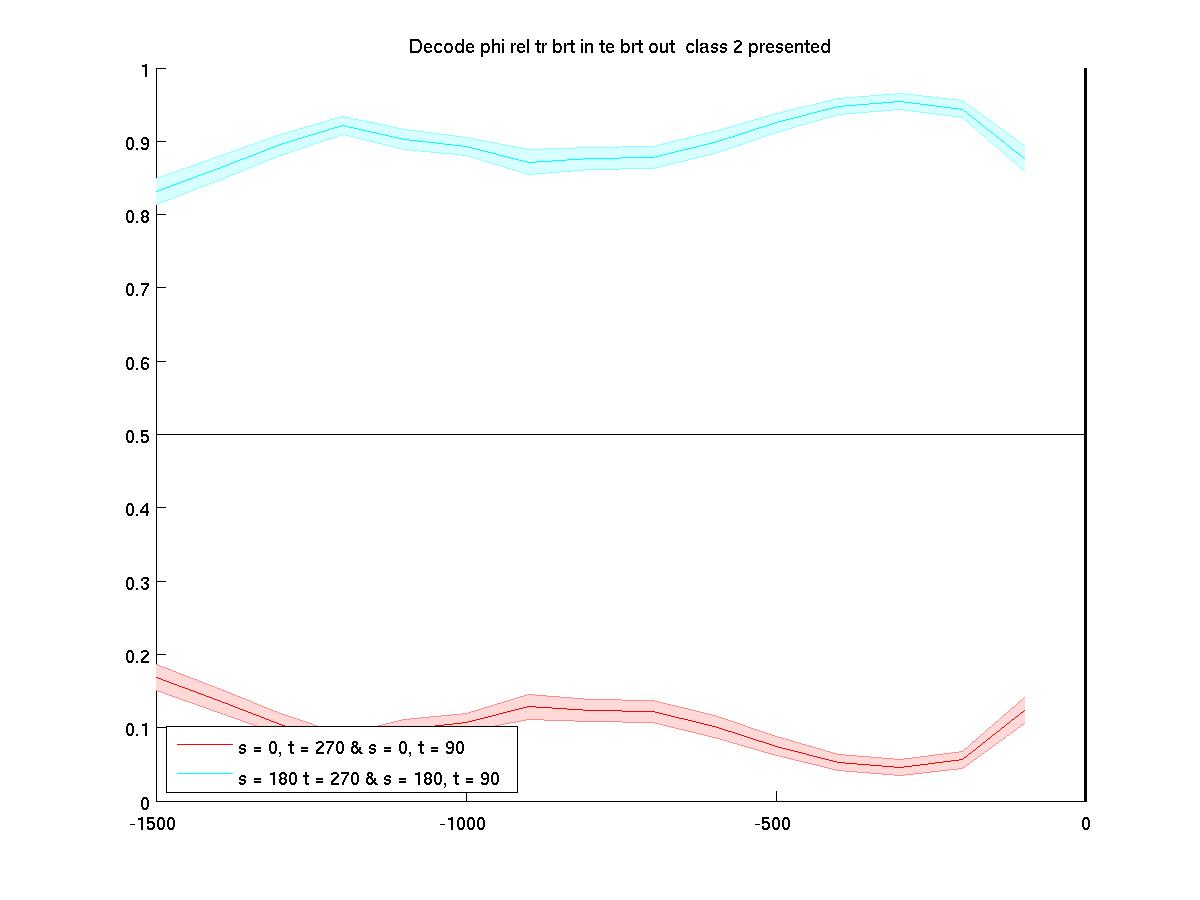 Decode phi rel tr brt in te brt out  class 2 presented
1
0.9
0.8
0.7
0.6
0.5
0.4
0.3
0.2
0.1
0
s = 0, t = 270 & s = 0, t = 90
s = 180 t = 270 & s = 180, t = 90
-1500 -1000 -500 0